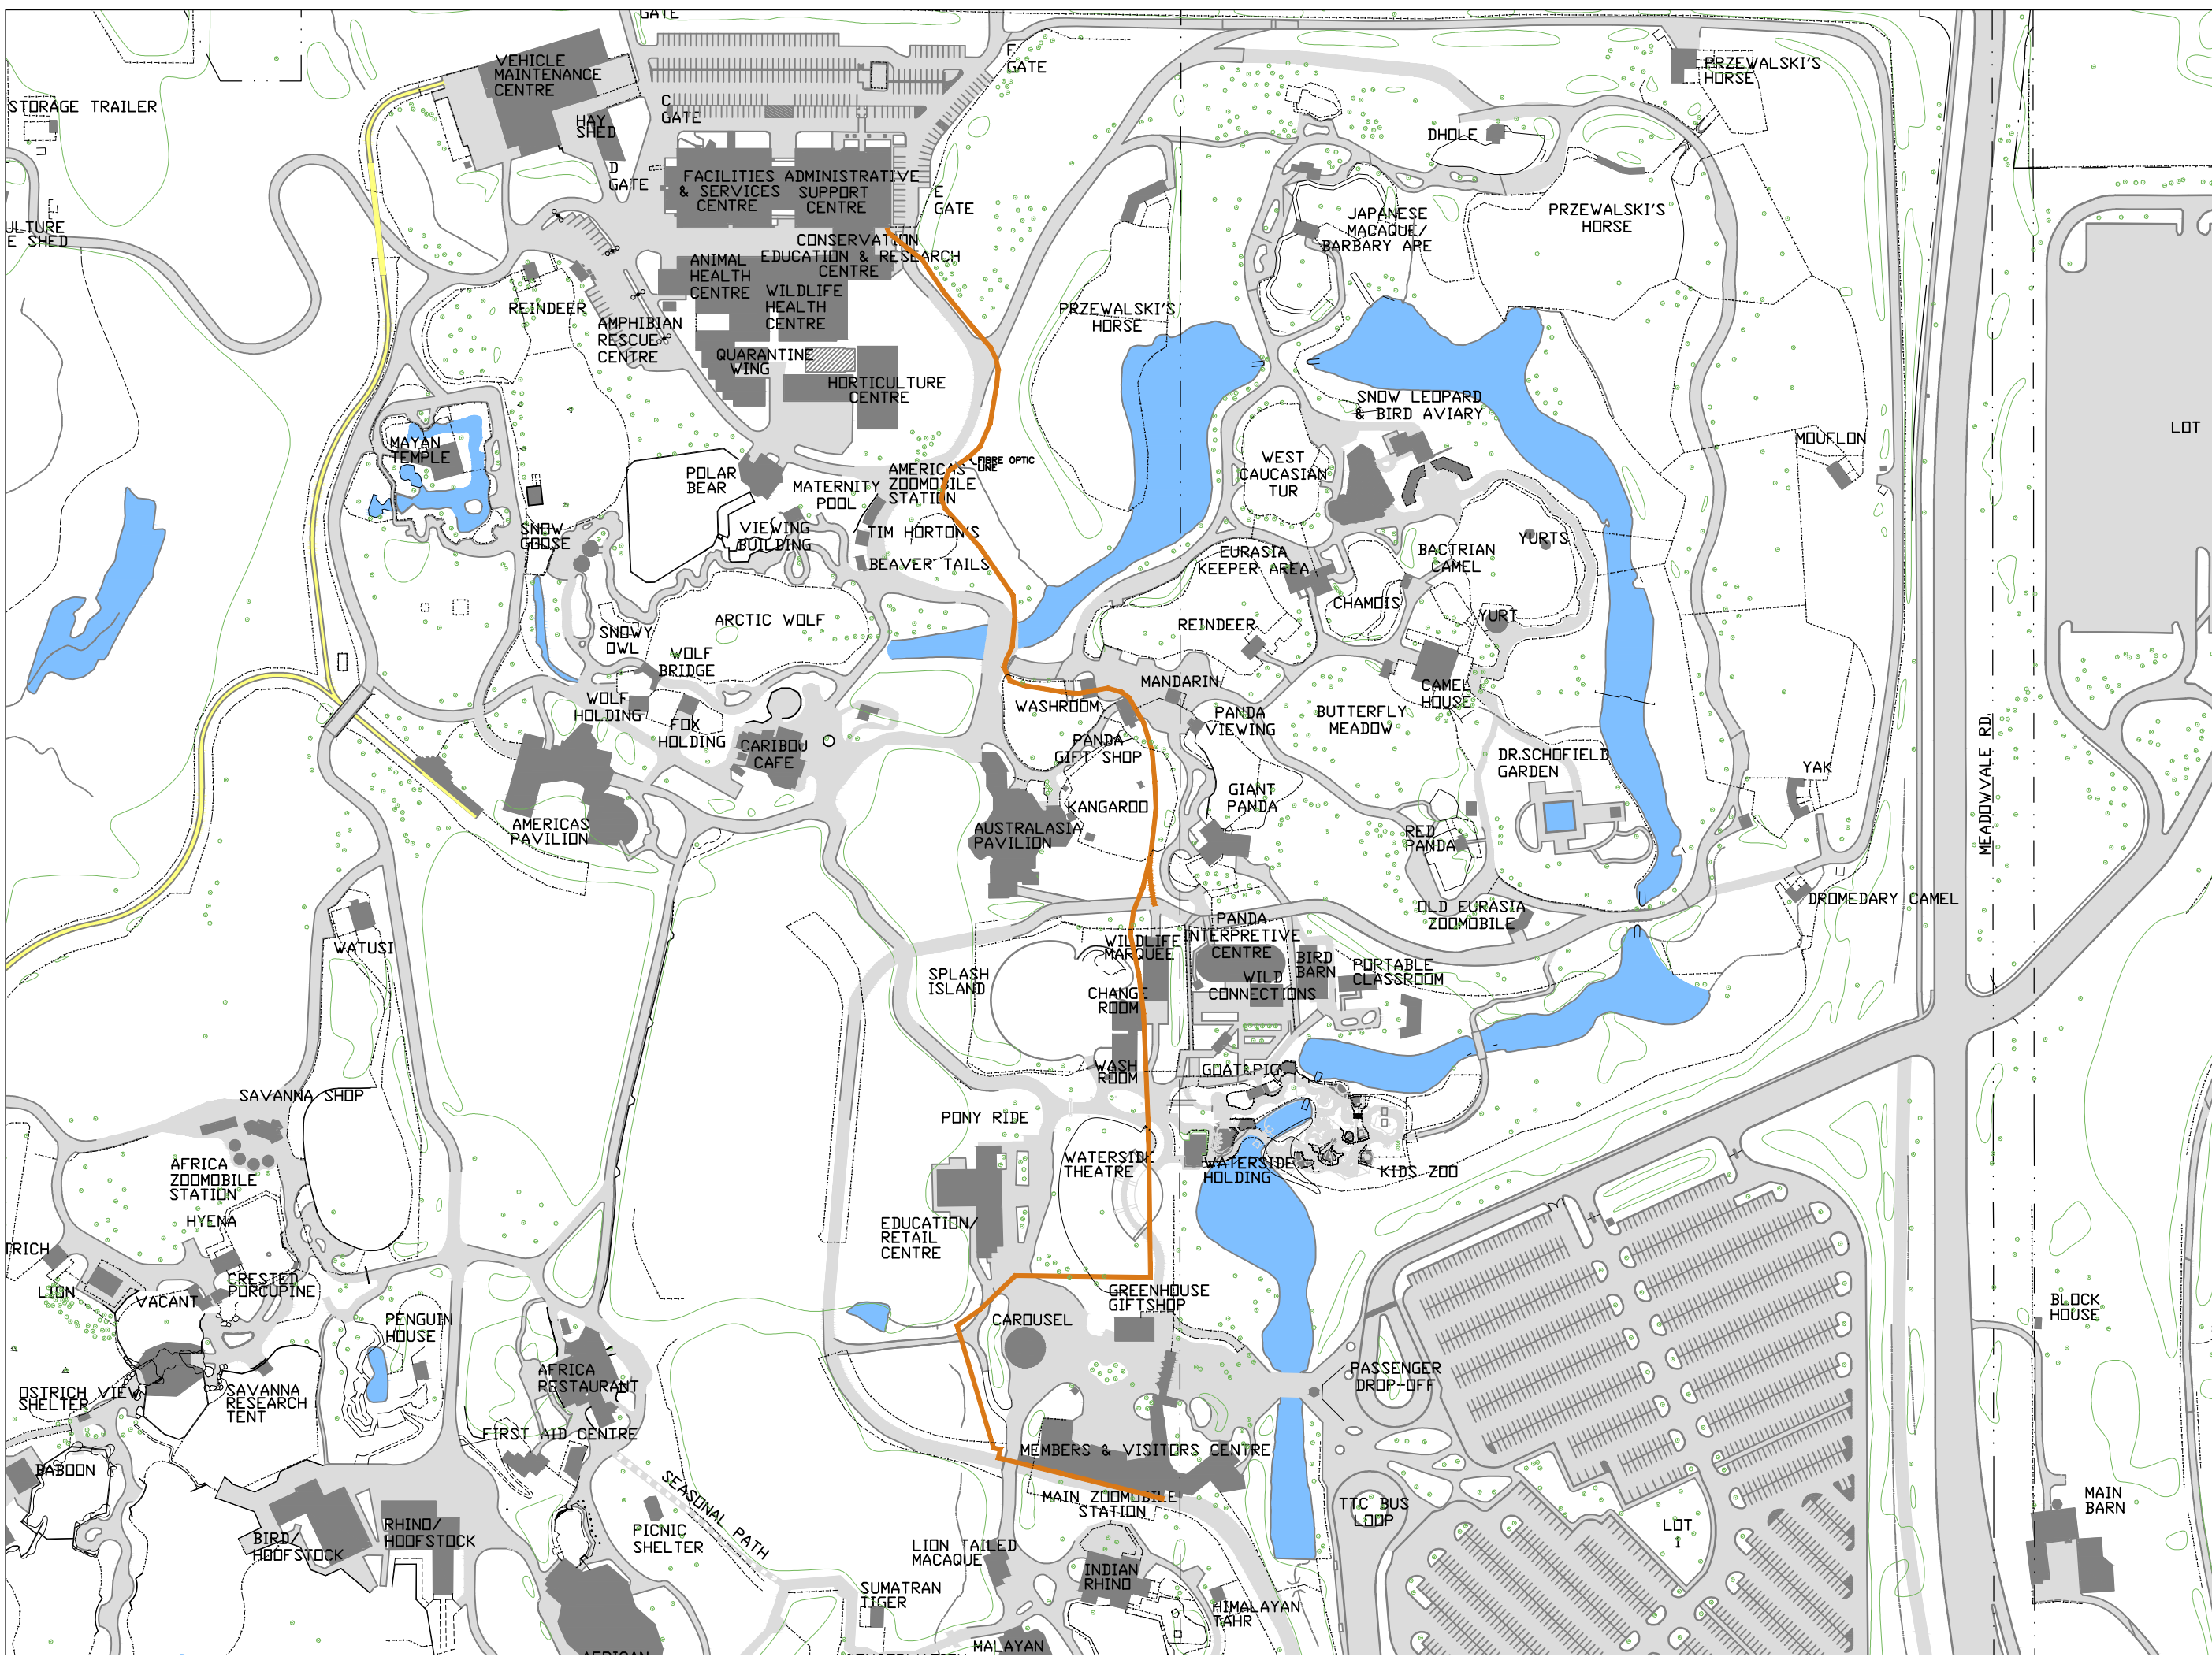 GATE
F
GATE
VEHICLE
MAINTENANCE
CENTRE
PRZEWALSKI'S
HORSE
STORAGE TRAILER
C
GATE
HAY
SHED
DHOLE
D
GATE
FACILITIES
& SERVICES
CENTRE
ADMINISTRATIVE
SUPPORT
CENTRE
E
GATE
JAPANESE
MACAQUE/
BARBARY APE
PRZEWALSKI'S
HORSE
ULTURE
E SHED
CONSERVATION
EDUCATION & RESEARCH
CENTRE
ANIMAL
HEALTH
CENTRE
WILDLIFE
HEALTH
CENTRE
REINDEER
AMPHIBIAN
RESCUE
CENTRE
PRZEWALSKI'S
HORSE
QUARANTINE
WING
HORTICULTURE
CENTRE
SNOW LEOPARD
& BIRD AVIARY
LOT
MOUFLON
MAYAN
TEMPLE
POLAR
BEAR
MATERNITY
POOL
AMERICAS
ZOOMOBILE
STATION
FIBRE OPTIC
LINE
WEST
CAUCASIAN
TUR
SNOW
GOOSE
VIEWING
BUILDING
TIM HORTON'S
BEAVER TAILS
EURASIA
KEEPER AREA
BACTRIAN
CAMEL
YURTS
CHAMOIS
YURT
ARCTIC WOLF
SNOWY
OWL
REINDEER
WOLF
BRIDGE
WOLF
HOLDING
FOX
HOLDING
CARIBOU
CAFE
WASHROOM
MANDARIN
PANDA
VIEWING
BUTTERFLY
MEADOW
CAMEL
HOUSE
PANDA
GIFT SHOP
DR.SCHOFIELD
GARDEN
YAK
MEADOWVALE RD.
GIANT
PANDA
KANGAROO
AMERICAS
PAVILION
AUSTRALASIA
PAVILION
RED
PANDA
DROMEDARY CAMEL
OLD EURASIA
ZOOMOBILE
WATUSI
PANDA
INTERPRETIVE
CENTRE
WILDLIFE
MARQUEE
BIRD
BARN
PORTABLE
CLASSROOM
SPLASH
ISLAND
WILD
CONNECTIONS
CHANGE
ROOM
WASH
ROOM
GOAT&PIG
SAVANNA SHOP
PONY RIDE
AFRICA
ZOOMOBILE
STATION
WATERSIDE
THEATRE
WATERSIDE
HOLDING
KIDS ZOO
HYENA
EDUCATION/
RETAIL
CENTRE
TRICH
LION
VACANT
CRESTED
PORCUPINE
GREENHOUSE
GIFTSHOP
CAROUSEL
PENGUIN
HOUSE
BLOCK
HOUSE
AFRICA
RESTAURANT
PASSENGER
DROP-OFF
OSTRICH VIEW
SHELTER
SAVANNA
RESEARCH
TENT
FIRST AID CENTRE
MEMBERS & VISITORS CENTRE
BABOON
SEASONAL PATH
MAIN ZOOMOBILE
STATION
TTC BUS
LOOP
MAIN
BARN
LOT
1
BIRD/
HOOFSTOCK
RHINO/
HOOFSTOCK
PICNIC
SHELTER
LION TAILED
MACAQUE
INDIAN
RHINO
SUMATRAN
TIGER
HIMALAYAN
TAHR
MALAYAN
AFRICAN